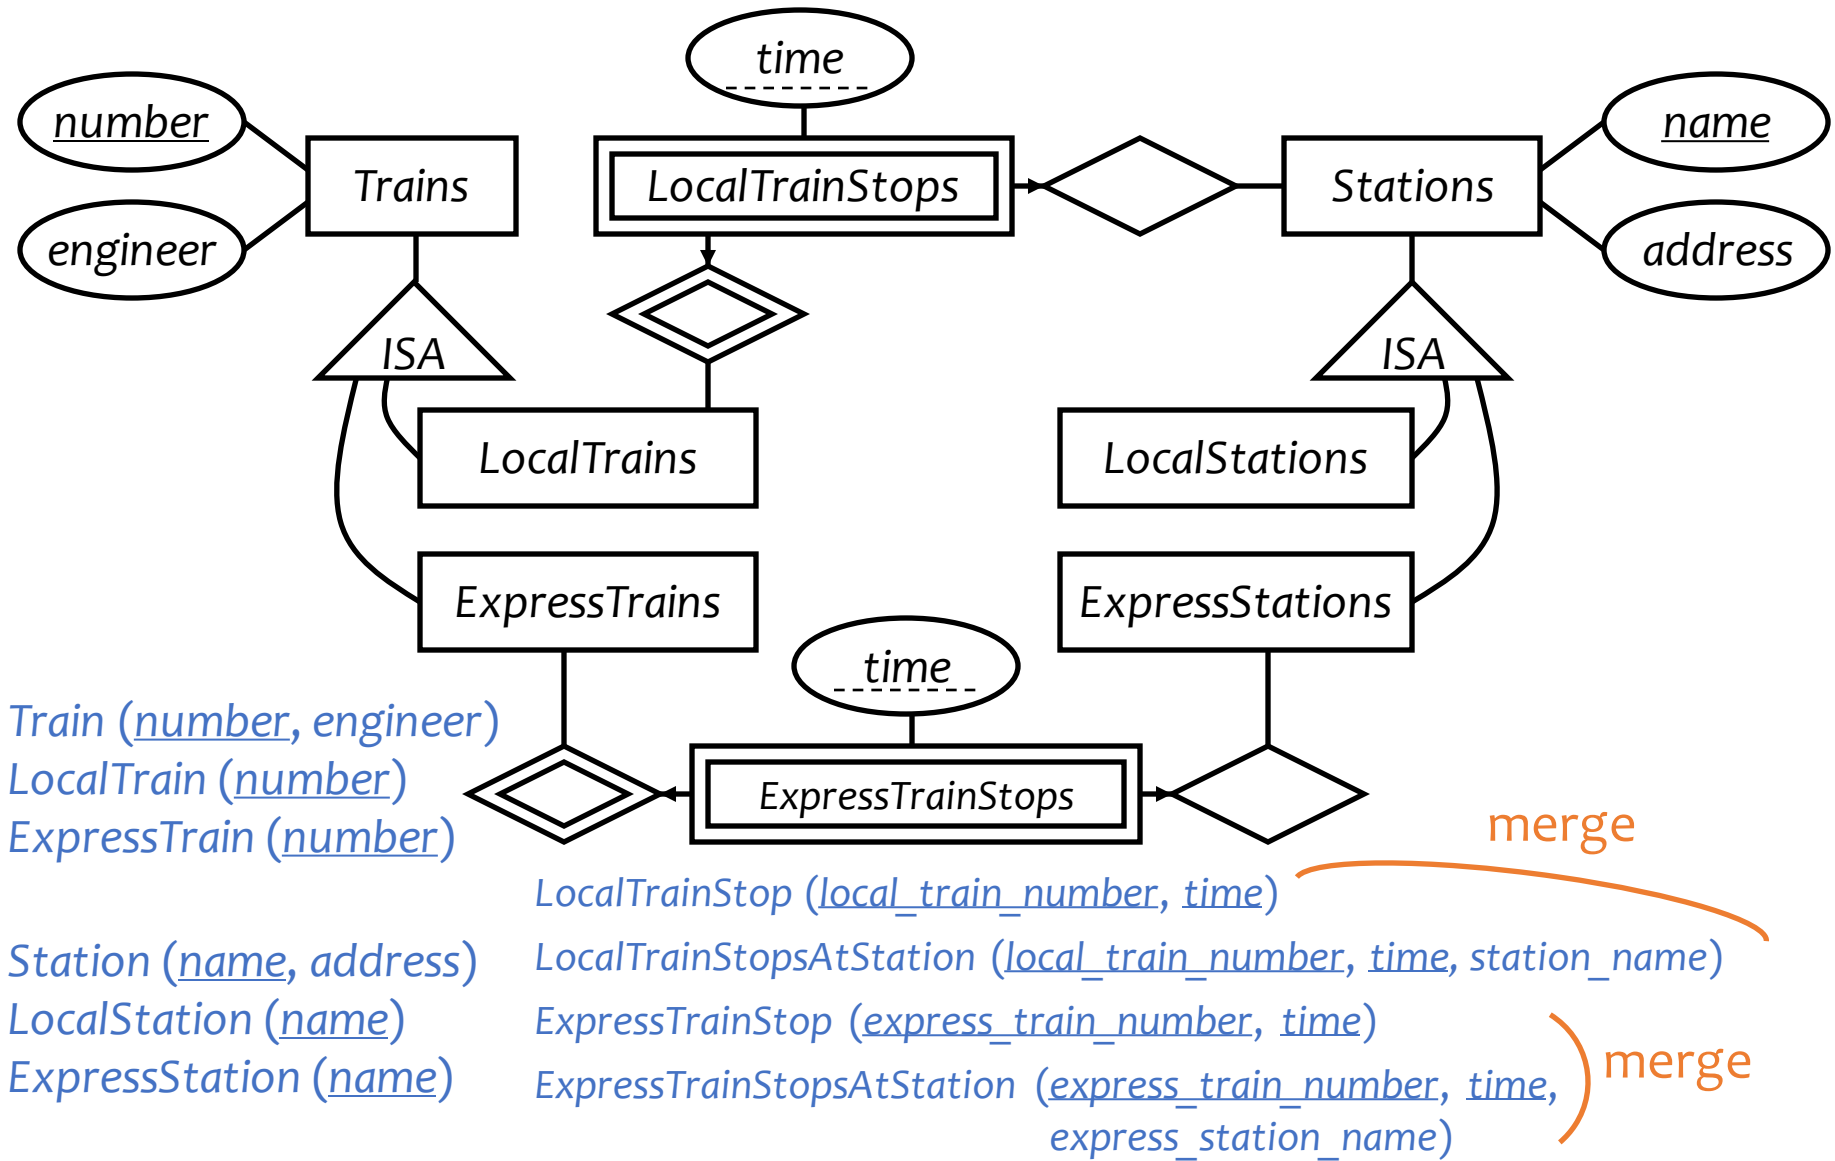 time
number
name
Trains
LocalTrainStops
Stations
engineer
address
ISA
ISA
LocalTrains
LocalStations
ExpressTrains
ExpressStations
time
ExpressTrainStops
Train (number, engineer)
LocalTrain (number)
ExpressTrain (number)
Station (name, address)
LocalStation (name)
ExpressStation (name)
merge
LocalTrainStop (local_train_number, time)
LocalTrainStopsAtStation (local_train_number, time, station_name)
ExpressTrainStop (express_train_number, time)
ExpressTrainStopsAtStation (express_train_number, time,
express_station_name)
merge